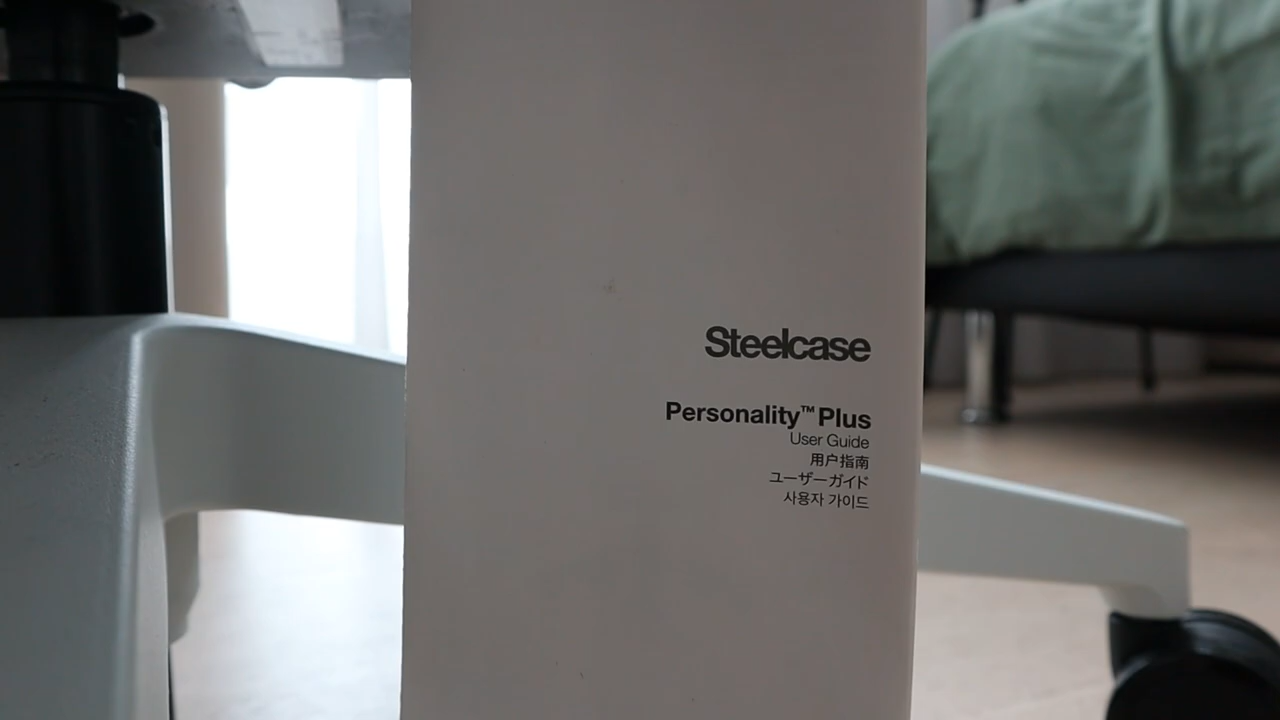 Steelcase
Personality™ Plus
User Guide
用户指南
ユーザーガイド
사용자 가이드